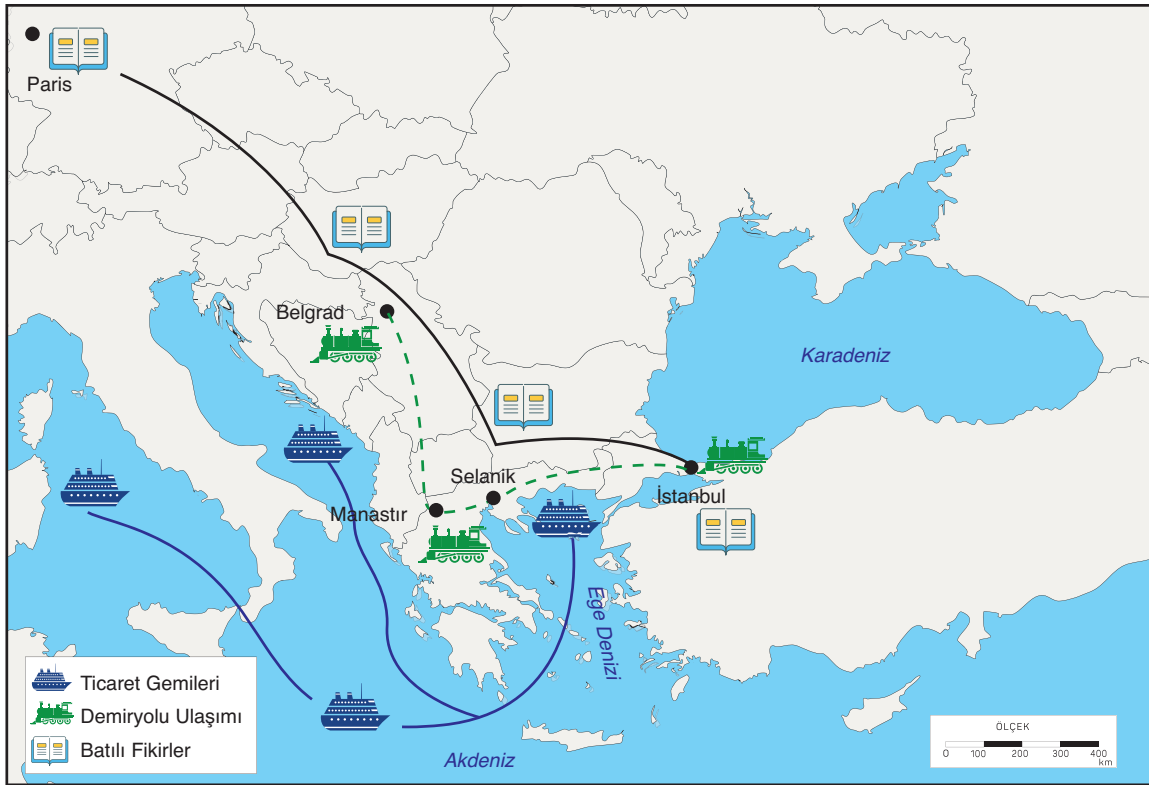 Paris
Belgrad
Karadeniz
Selanik
Manastır
İstanbul
Ege Denizi
Akdeniz
Ticaret Gemileri
Demiryolu Ulaşımı
Batılı Fikirler
ÖLÇEK
0 100 200 300 400
km